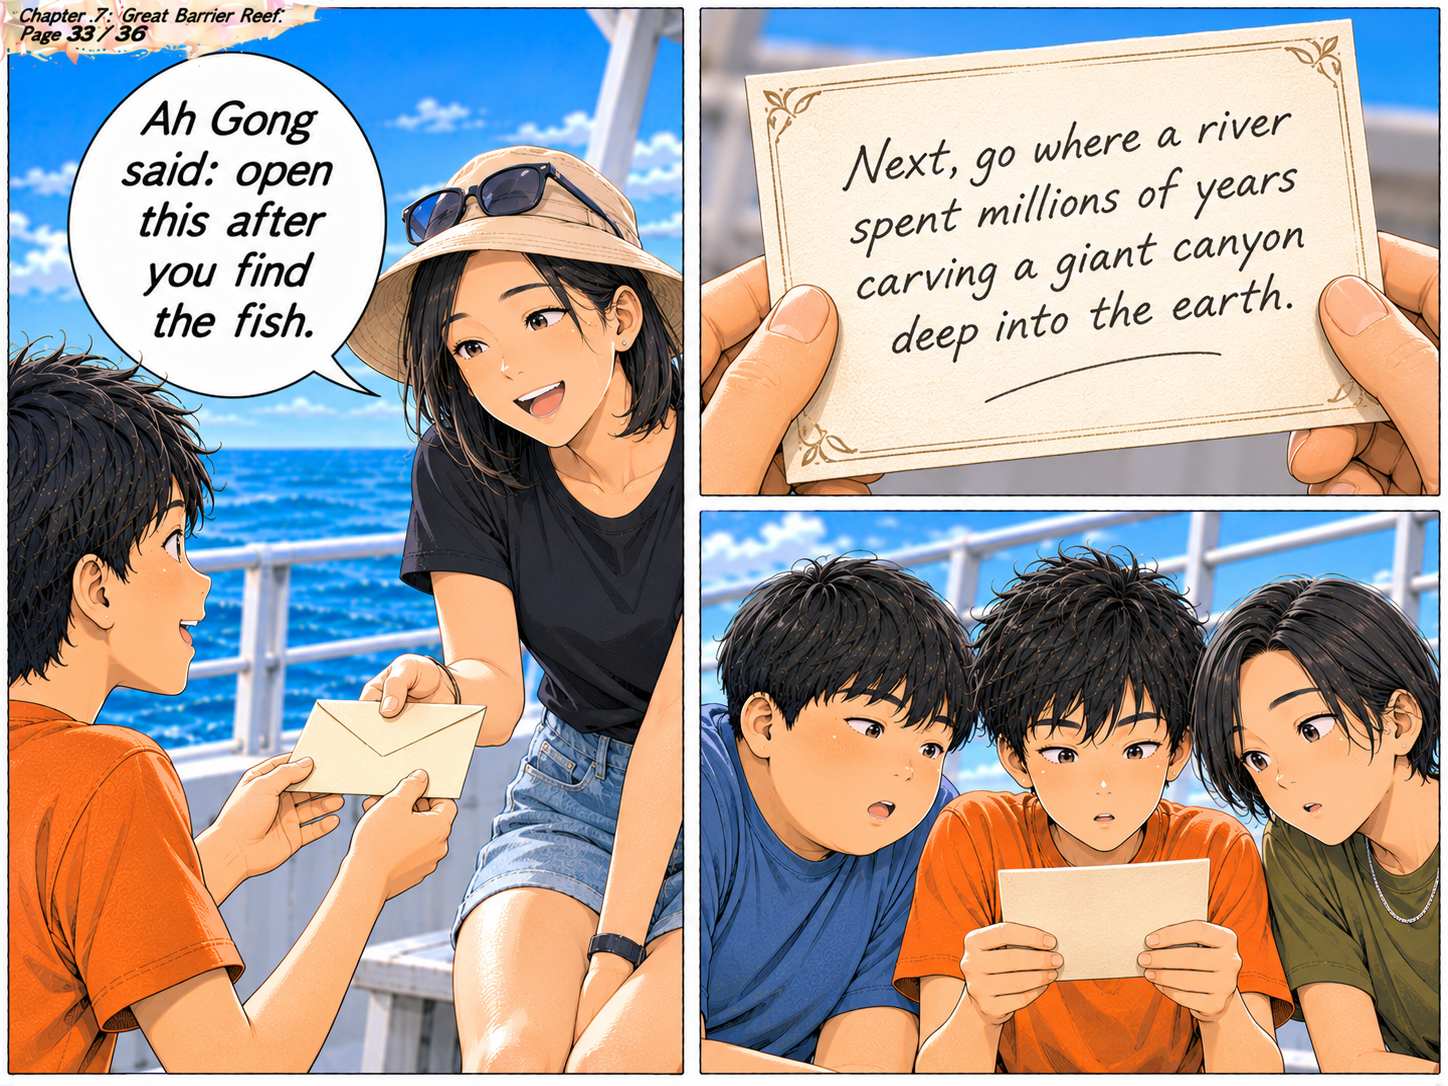 Chapter.7: Great Barrier Reef.
Page 33 / 36
Ah Gong
said: open
this after
you find
the fish.
Next, go where a river
spent millions of years
carving a giant canyon
deep into the earth.